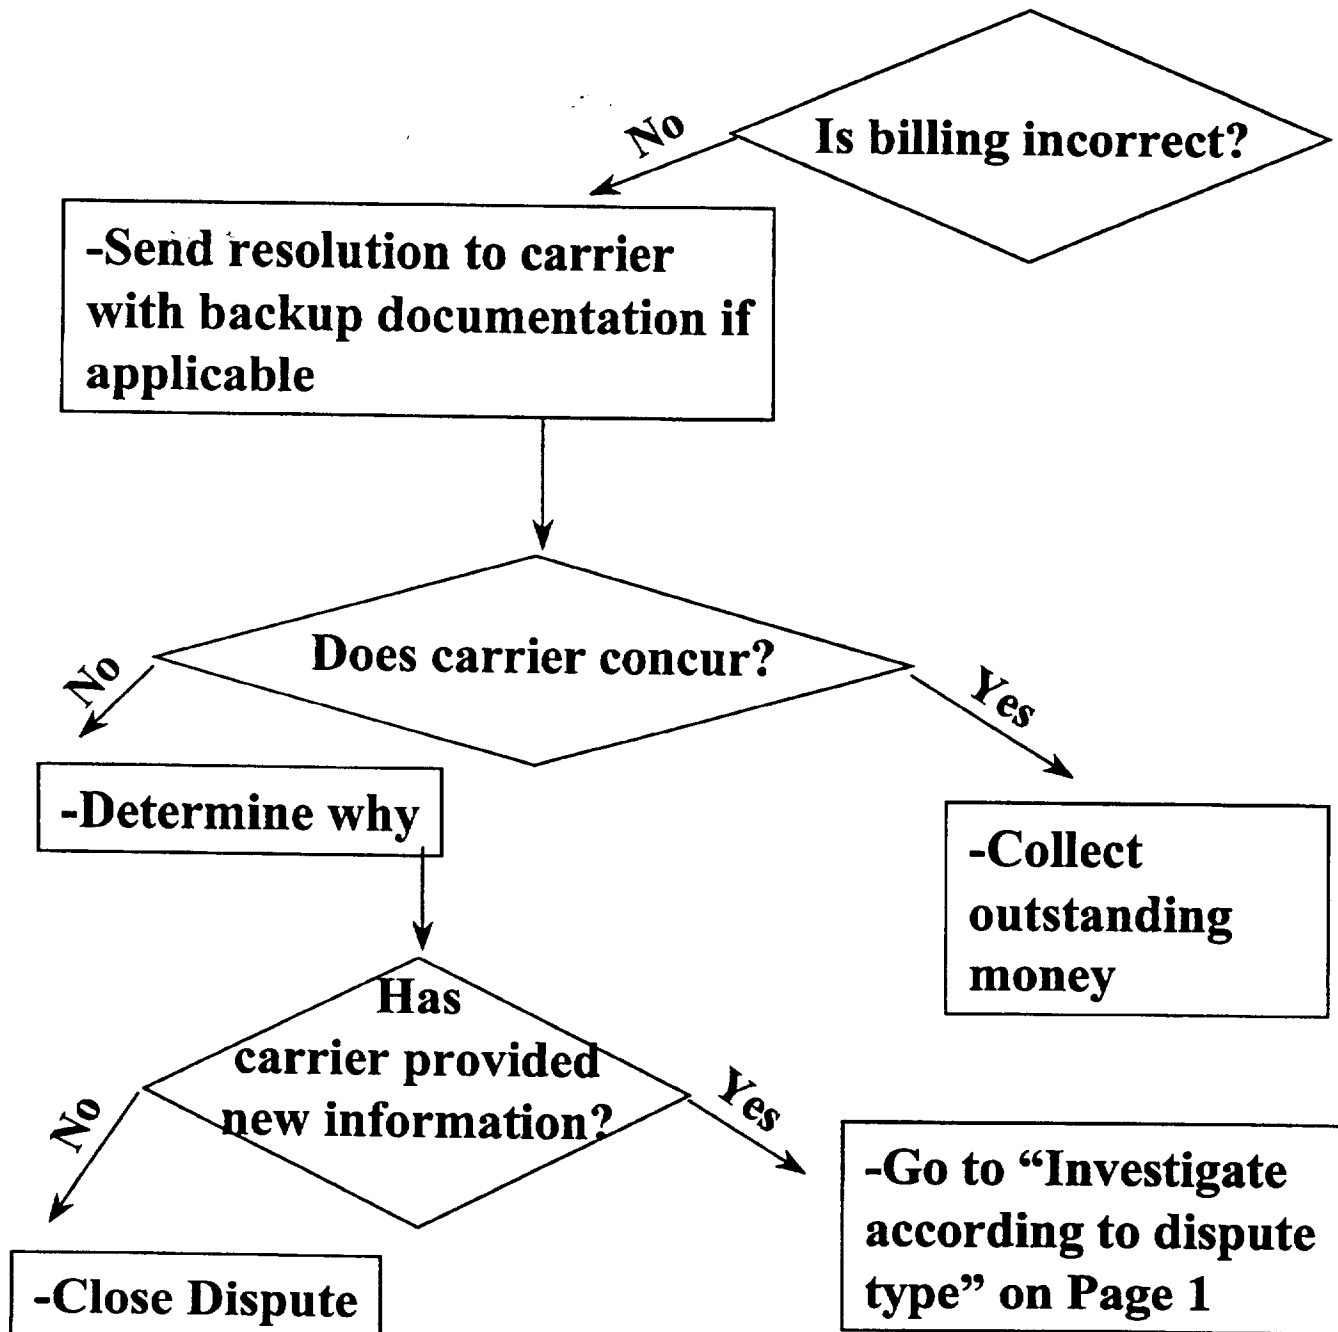 Is billing incorrect?
No
-Send resolution to carrier
with backup documentation if
applicable
Does carrier concur?
No
Yes
-Determine why
-Collect
outstanding
money
Has
carrier provided
new information?
No
Yes
-Go to “Investigate
according to dispute
type” on Page 1
-Close Dispute